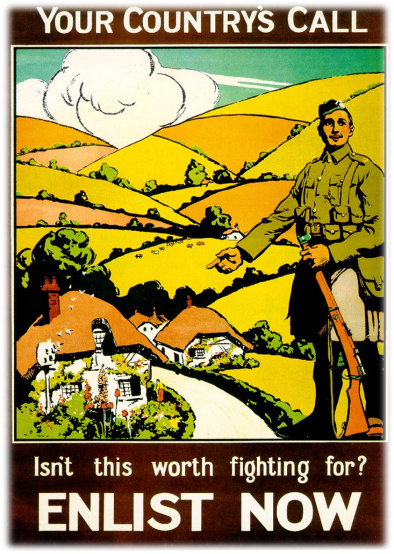 YOUR COUNTRY'S CALL
Isn't this worth fighting for?
ENLIST NOW